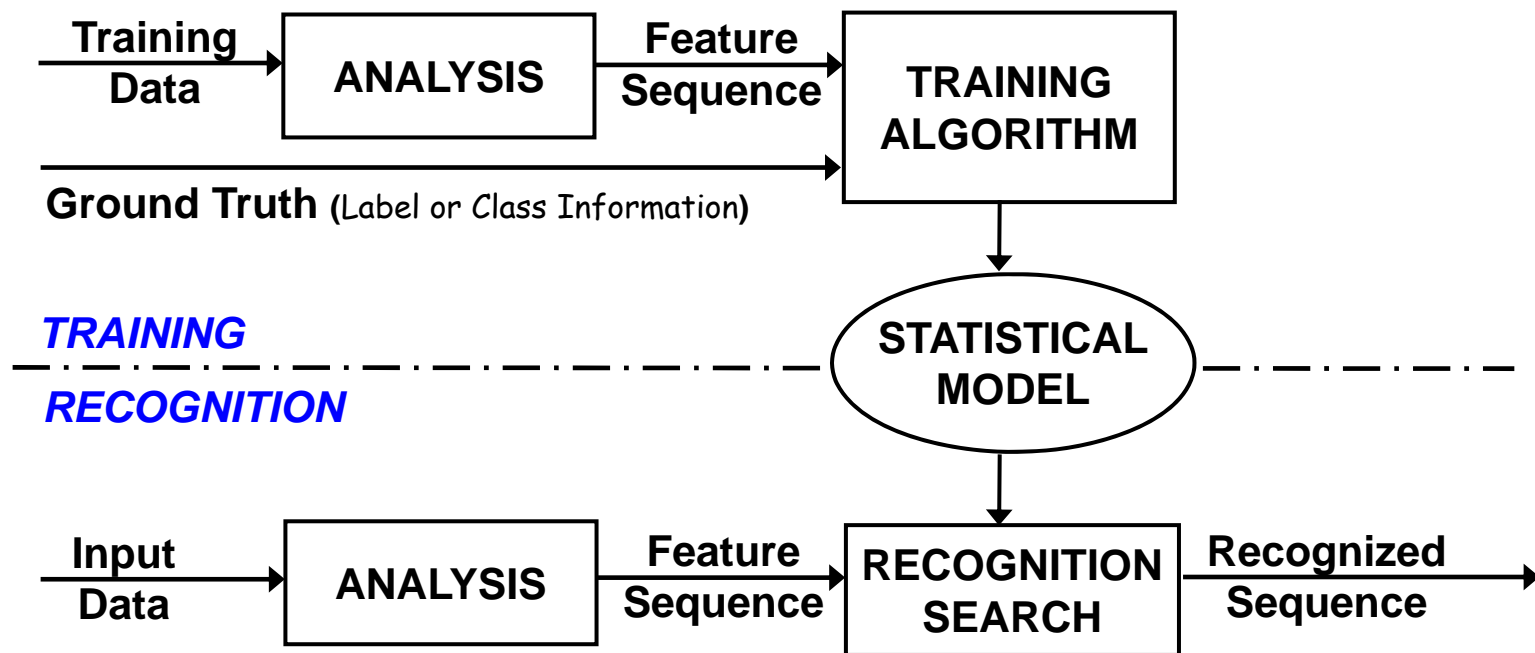 Training
Data
ANALYSIS
Feature
Sequence
TRAINING
ALGORITHM
Ground Truth (Label or Class Information)
TRAINING
STATISTICAL
MODEL
RECOGNITION
Input
Data
ANALYSIS
Feature
Sequence
RECOGNITION
SEARCH
Recognized
Sequence